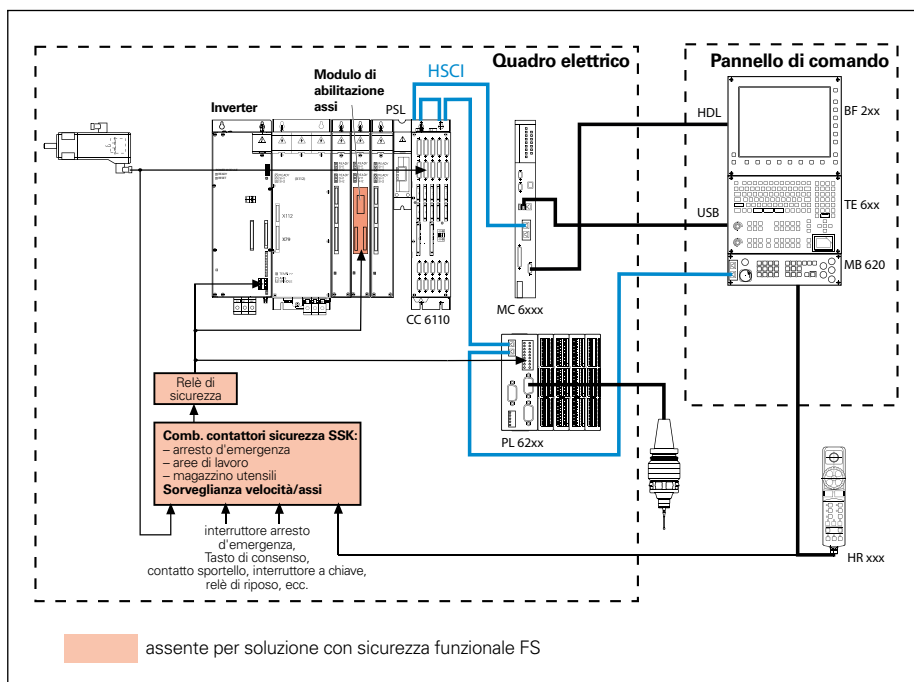 Quadro elettrico
Pannello di comando
HSCI
Modulo di
abilitazione
assi
PSL
Inverter
HDL
BF 2xx
X112
X79
USB
TE 6xx
MB 620
CC 6110
MC 6xxx
Relè di
sicurezza
PL 62xx
Comb. contattori sicurezza SSK:
– arresto d'emergenza
– aree di lavoro
– magazzino utensili
Sorveglianza velocità/assi
interruttore arresto
d'emergenza,
Tasto di consenso,
contatto sportello, interruttore a chiave,
relè di riposo, ecc.
HR xxx
assente per soluzione con sicurezza funzionale FS